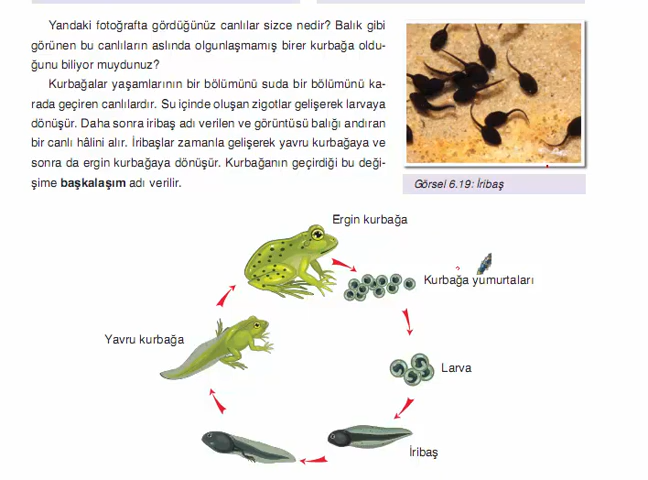 Yandaki fotoğrafta gördüğünüz canlılar sizce nedir? Balık gibi
görünen bu canlıların aslında olgunlaşmamış birer kurbağa oldu-
ğunu biliyor muydunuz?
Kurbağalar yaşamlarının bir bölümünü suda bir bölümünü ka-
rada geçiren canlılardır. Su içinde oluşan zigotlar gelişerek larvaya
dönüşür. Daha sonra iribaş adı verilen ve görüntüsü balığı andıran
bir canlı hâlini alır. İribaşlar zamanla gelişerek yavru kurbağaya ve
sonra da ergin kurbağaya dönüşür. Kurbağanın geçirdiği bu deği-
şime başkalaşım adı verilir.
Görsel 6.19: İribaş
Ergin kurbağa
Kurbağa yumurtaları
Yavru kurbağa
Larva
İribaş